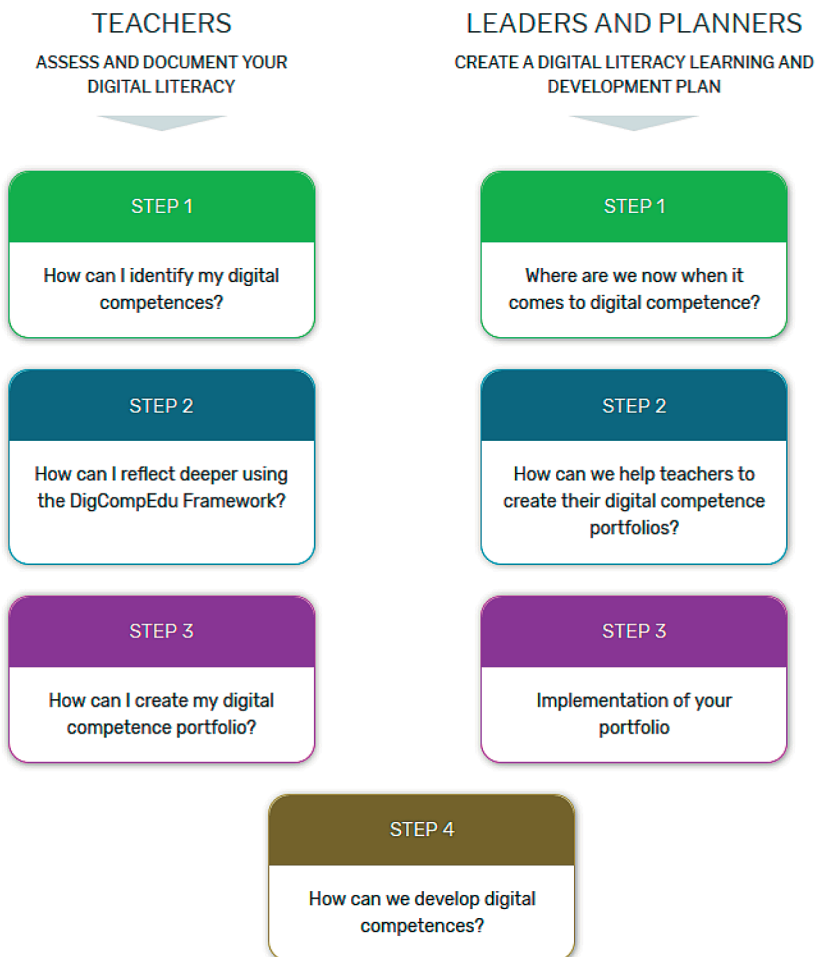 TEACHERS
ASSESS AND DOCUMENT YOUR
DIGITAL LITERACY
STEP 1
How can I identify my digital
competences?
STEP 2
How can I reflect deeper using
the DigCompEdu Framework?
STEP 3
How can I create my digital
competence portfolio?
LEADERS AND PLANNERS
CREATE A DIGITAL LITERACY LEARNING AND
DEVELOPMENT PLAN
STEP 1
Where are we now when it
comes to digital competence?
STEP 2
How can we help teachers to
create their digital competence
portfolios?
STEP 3
Implementation of your
portfolio
STEP 4
How can we develop digital
competences?